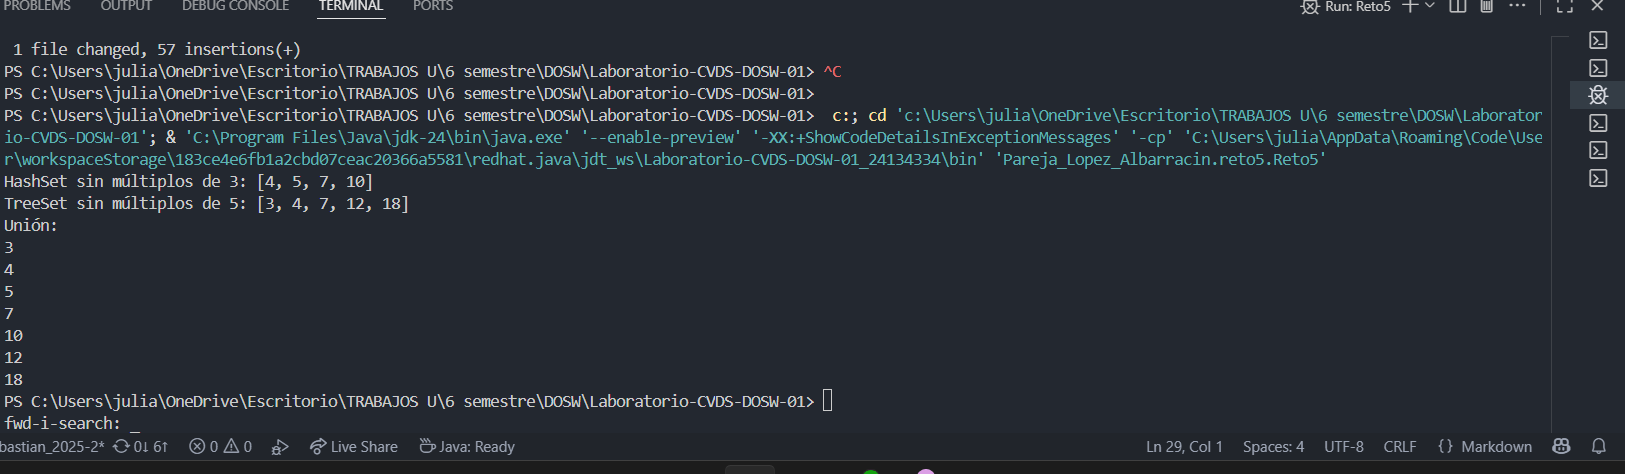 PROBLEMS OUTPUT DEBUG CONSOLE TERMINAL PORTS Run: Reto5
1 file changed, 57 insertions(+)
PS C:\Users\julia\OneDrive\Escritorio\TRABAJOS U\6 semestre\DOSW\Laboratorio-CVDS-DOSW-01> ^C
PS C:\Users\julia\OneDrive\Escritorio\TRABAJOS U\6 semestre\DOSW\Laboratorio-CVDS-DOSW-01>
PS C:\Users\julia\OneDrive\Escritorio\TRABAJOS U\6 semestre\DOSW\Laboratorio-CVDS-DOSW-01>  c:; cd 'c:\Users\julia\OneDrive\Escritorio\TRABAJOS U\6 semestre\DOSW\Laborator
io-CVDS-DOSW-01'; & 'C:\Program Files\Java\jdk-24\bin\java.exe' '--enable-preview' '-XX:+ShowCodeDetailsInExceptionMessages' '-cp' 'C:\Users\julia\AppData\Roaming\Code\Use
r\workspaceStorage\183ce4e6fb1a2cbd07ceac20366a5581\redhat.java\jdt_ws\Laboratorio-CVDS-DOSW-01_24134334\bin' 'Pareja_Lopez_Albarracin.reto5.Reto5'
HashSet sin múltiplos de 3: [4, 5, 7, 10]
TreeSet sin múltiplos de 5: [3, 4, 7, 12, 18]
Unión:
3
4
5
7
10
12
18
PS C:\Users\julia\OneDrive\Escritorio\TRABAJOS U\6 semestre\DOSW\Laboratorio-CVDS-DOSW-01>
fwd-i-search: _
bastian_2025-2* 0↓ 6↑ 0 0 Live Share Java: Ready Ln 29, Col 1 Spaces: 4 UTF-8 CRLF {} Markdown